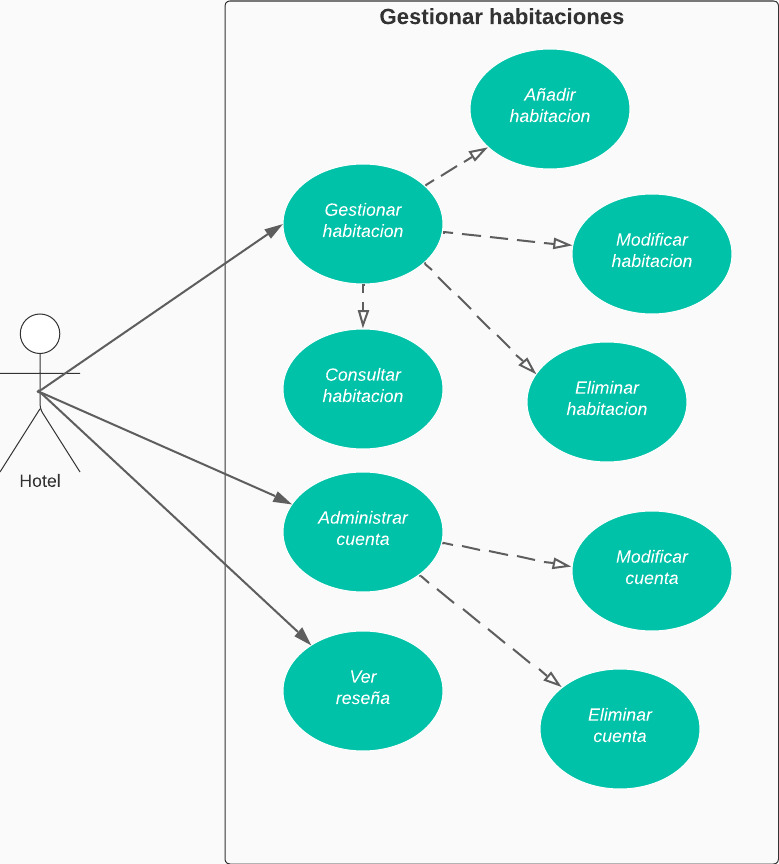 Gestionar habitaciones
Añadir
habitacion
Gestionar
habitacion
Modificar
habitacion
Consultar
habitacion
Eliminar
habitacion
Hotel
Administrar
cuenta
Modificar
cuenta
Ver
reseña
Eliminar
cuenta